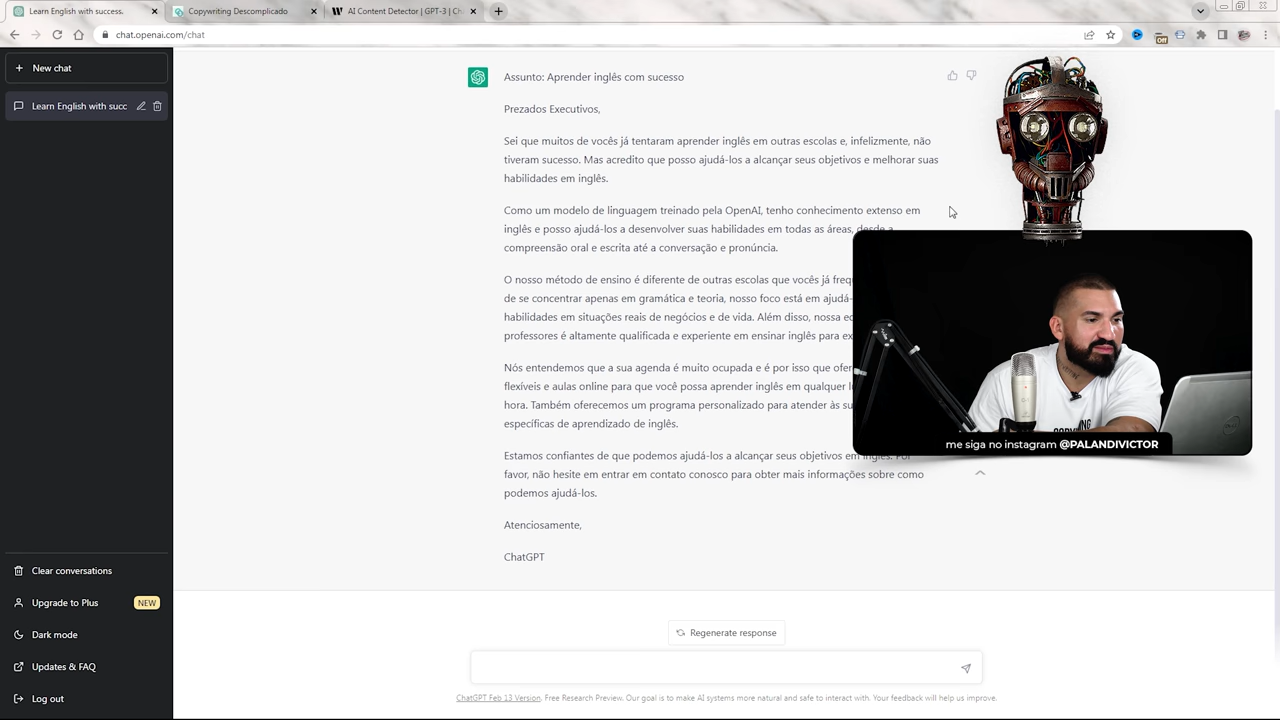 Learn English with success.
Copywriting Descomplicado
AI Content Detector | GPT-3 | Ch
chat.openai.com/chat
Off
New chat
Learn English with succ
Assunto: Aprender inglês com sucesso
Prezados Executivos,
Sei que muitos de vocês já tentaram aprender inglês em outras escolas e, infelizmente, não
tiveram sucesso. Mas acredito que posso ajudá-los a alcançar seus objetivos e melhorar suas
habilidades em inglês.
Como um modelo de linguagem treinado pela OpenAI, tenho conhecimento extenso em
inglês e posso ajudá-los a desenvolver suas habilidades em todas as áreas, desde a
compreensão oral e escrita até a conversação e pronúncia.
O nosso método de ensino é diferente de outras escolas que vocês já
de se concentrar apenas em gramática e teoria, nosso foco está em
habilidades em situações reais de negócios e de vida. Além disso, nossa
professores é altamente qualificada e experiente em ensinar inglês para
Nós entendemos que a sua agenda é muito ocupada e é por isso que
flexíveis e aulas online para que você possa aprender inglês em qualquer
hora. Também oferecemos um programa personalizado para atender às
específicas de aprendizado de inglês.
Estamos confiantes de que podemos ajudá-los a alcançar seus objetivos em inglês. Por
favor, não hesite em entrar em contato conosco para obter mais informações sobre como
podemos ajudá-los.
Atenciosamente,
ChatGPT
me siga no instagram @PALANDIVICTOR
Clear conversations
Upgrade to Plus NEW
Dark mode
Updates & FAQ
Log out
Regenerate response
ChatGPT Feb 13 Version. Free Research Preview. Our goal is to make AI systems more natural and safe to interact with. Your feedback will help us improve.